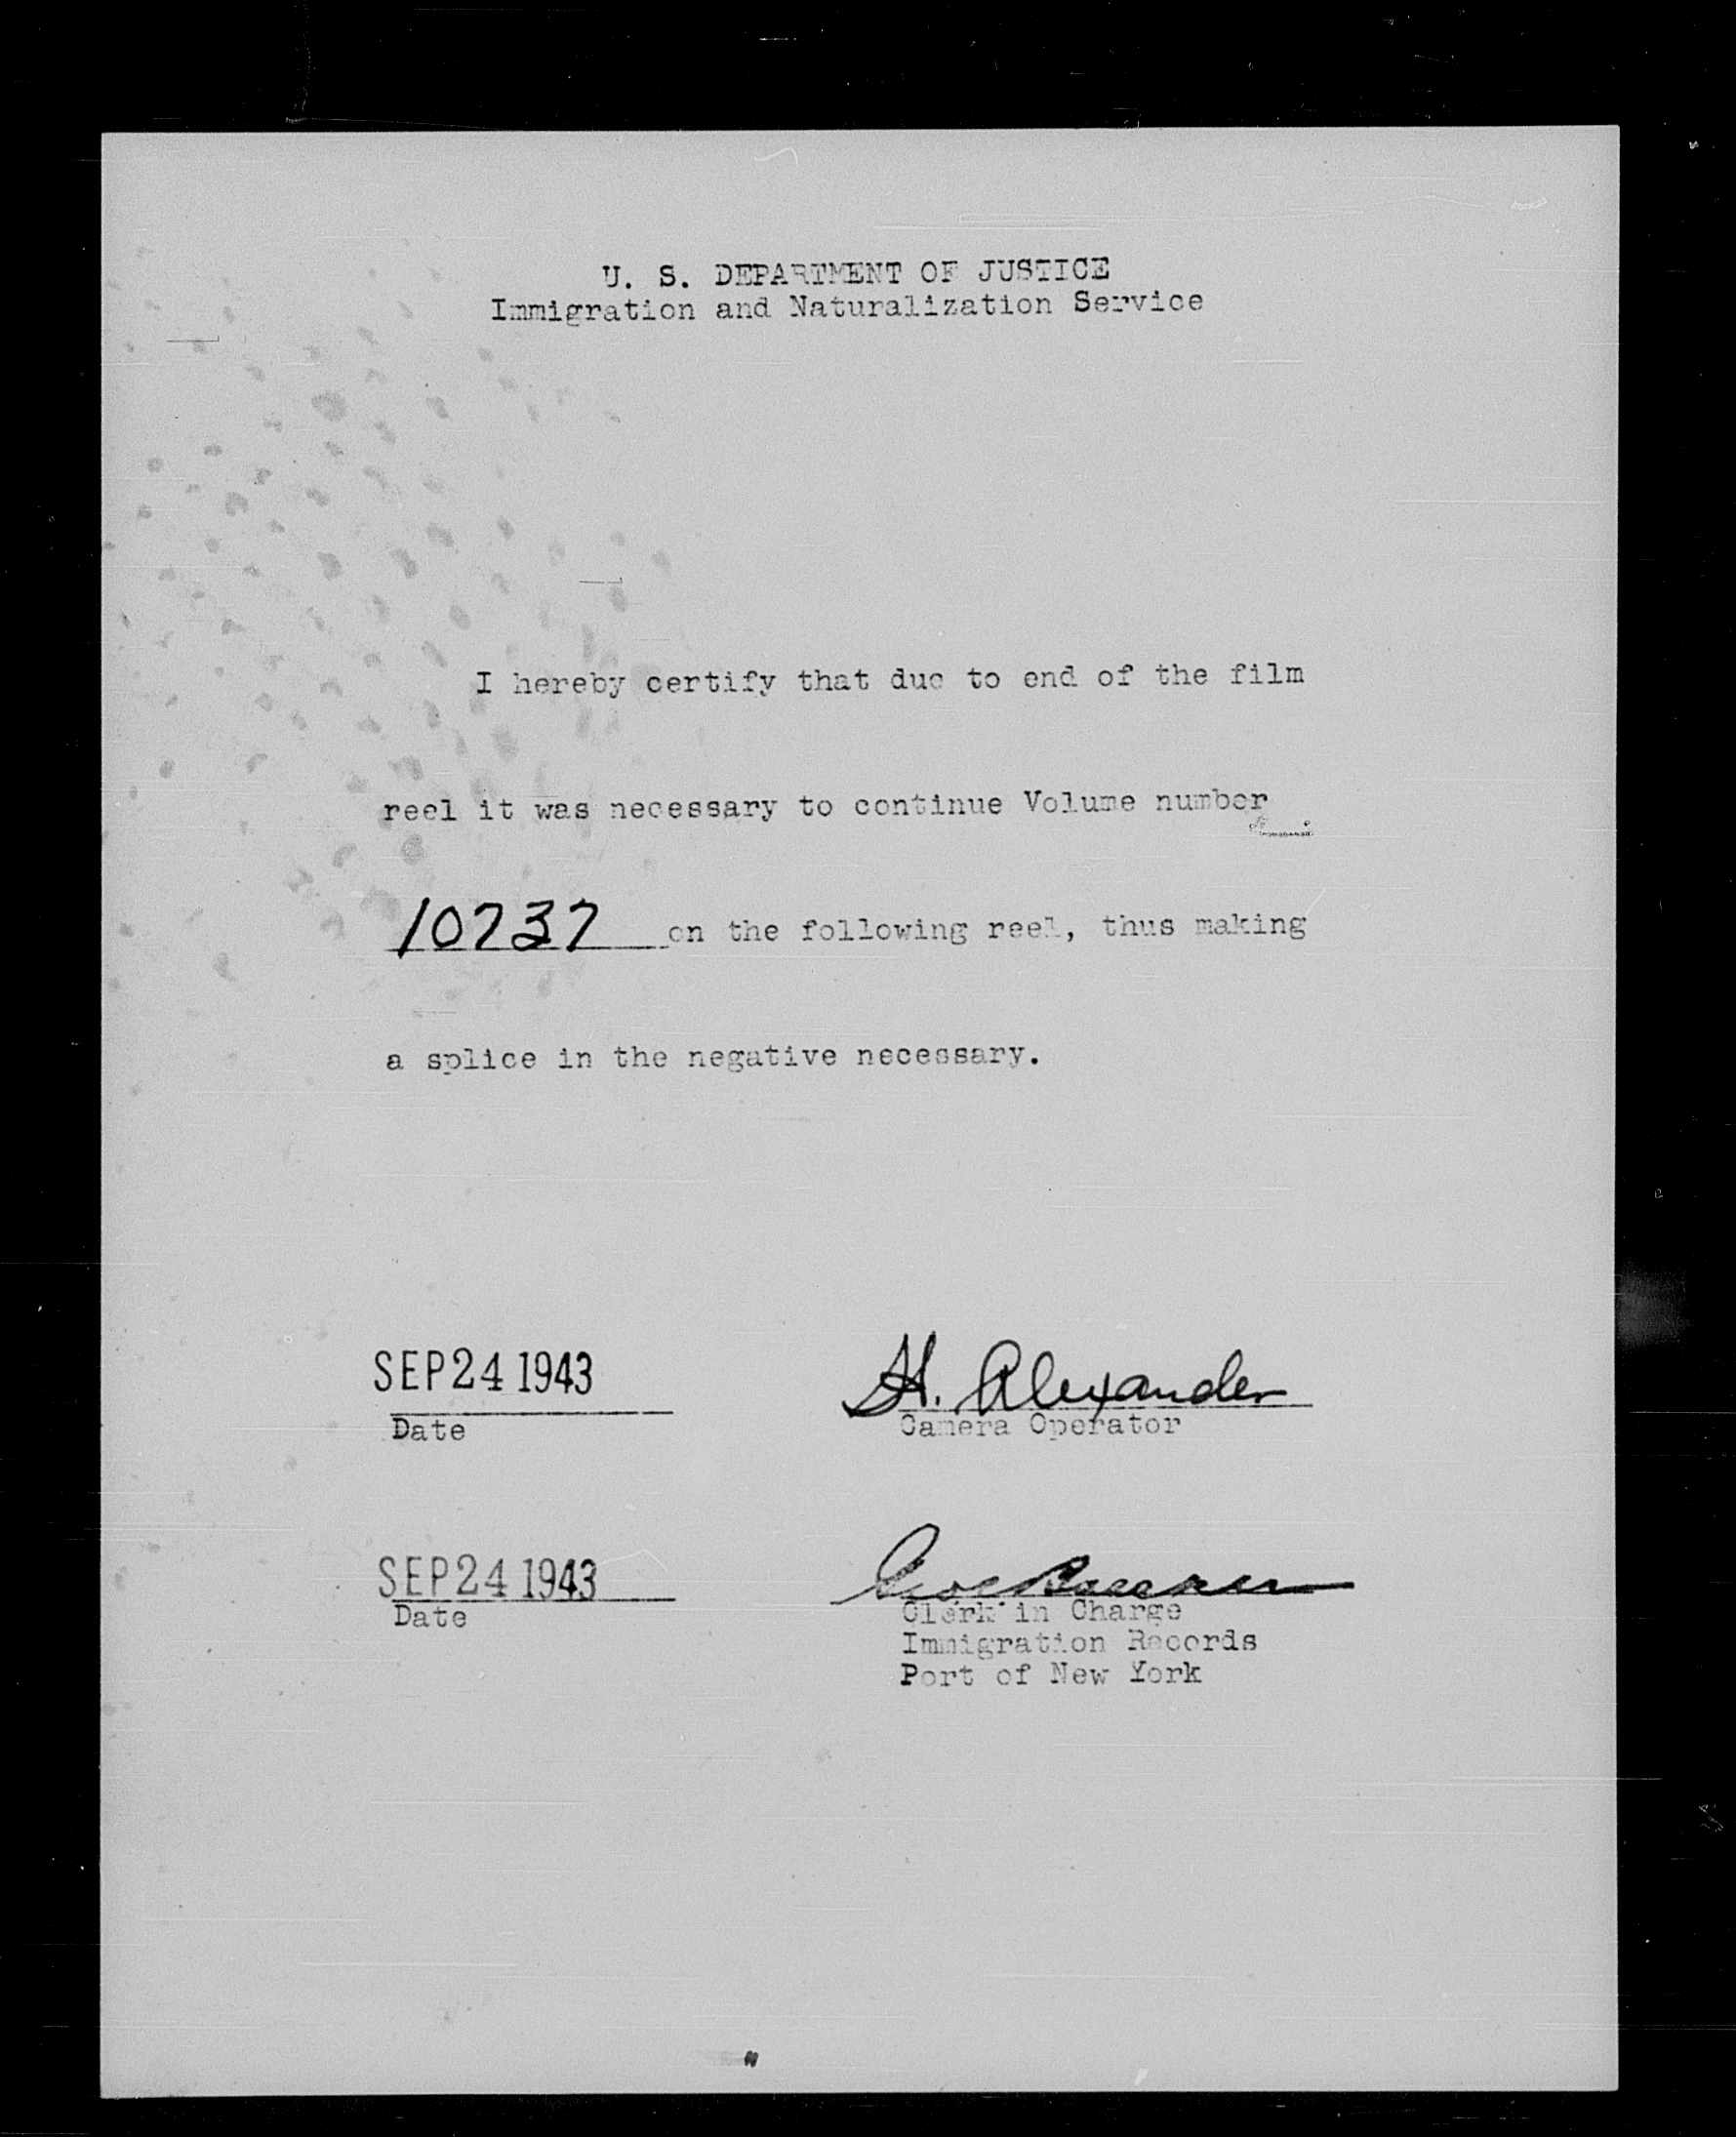 U. S. DEPARTMENT OF JUSTICE
Immigration and Naturalization Service
I hereby certify that due to end of the film
reel it was necessary to continue Volume number
10737 on the following reel, thus making
a splice in the negative necessary.
SEP 24 1943
H. Alexander
Date
Camera Operator
SEP 24 1943
Date
Clerk in Charge
Immigration Records
Port of New York